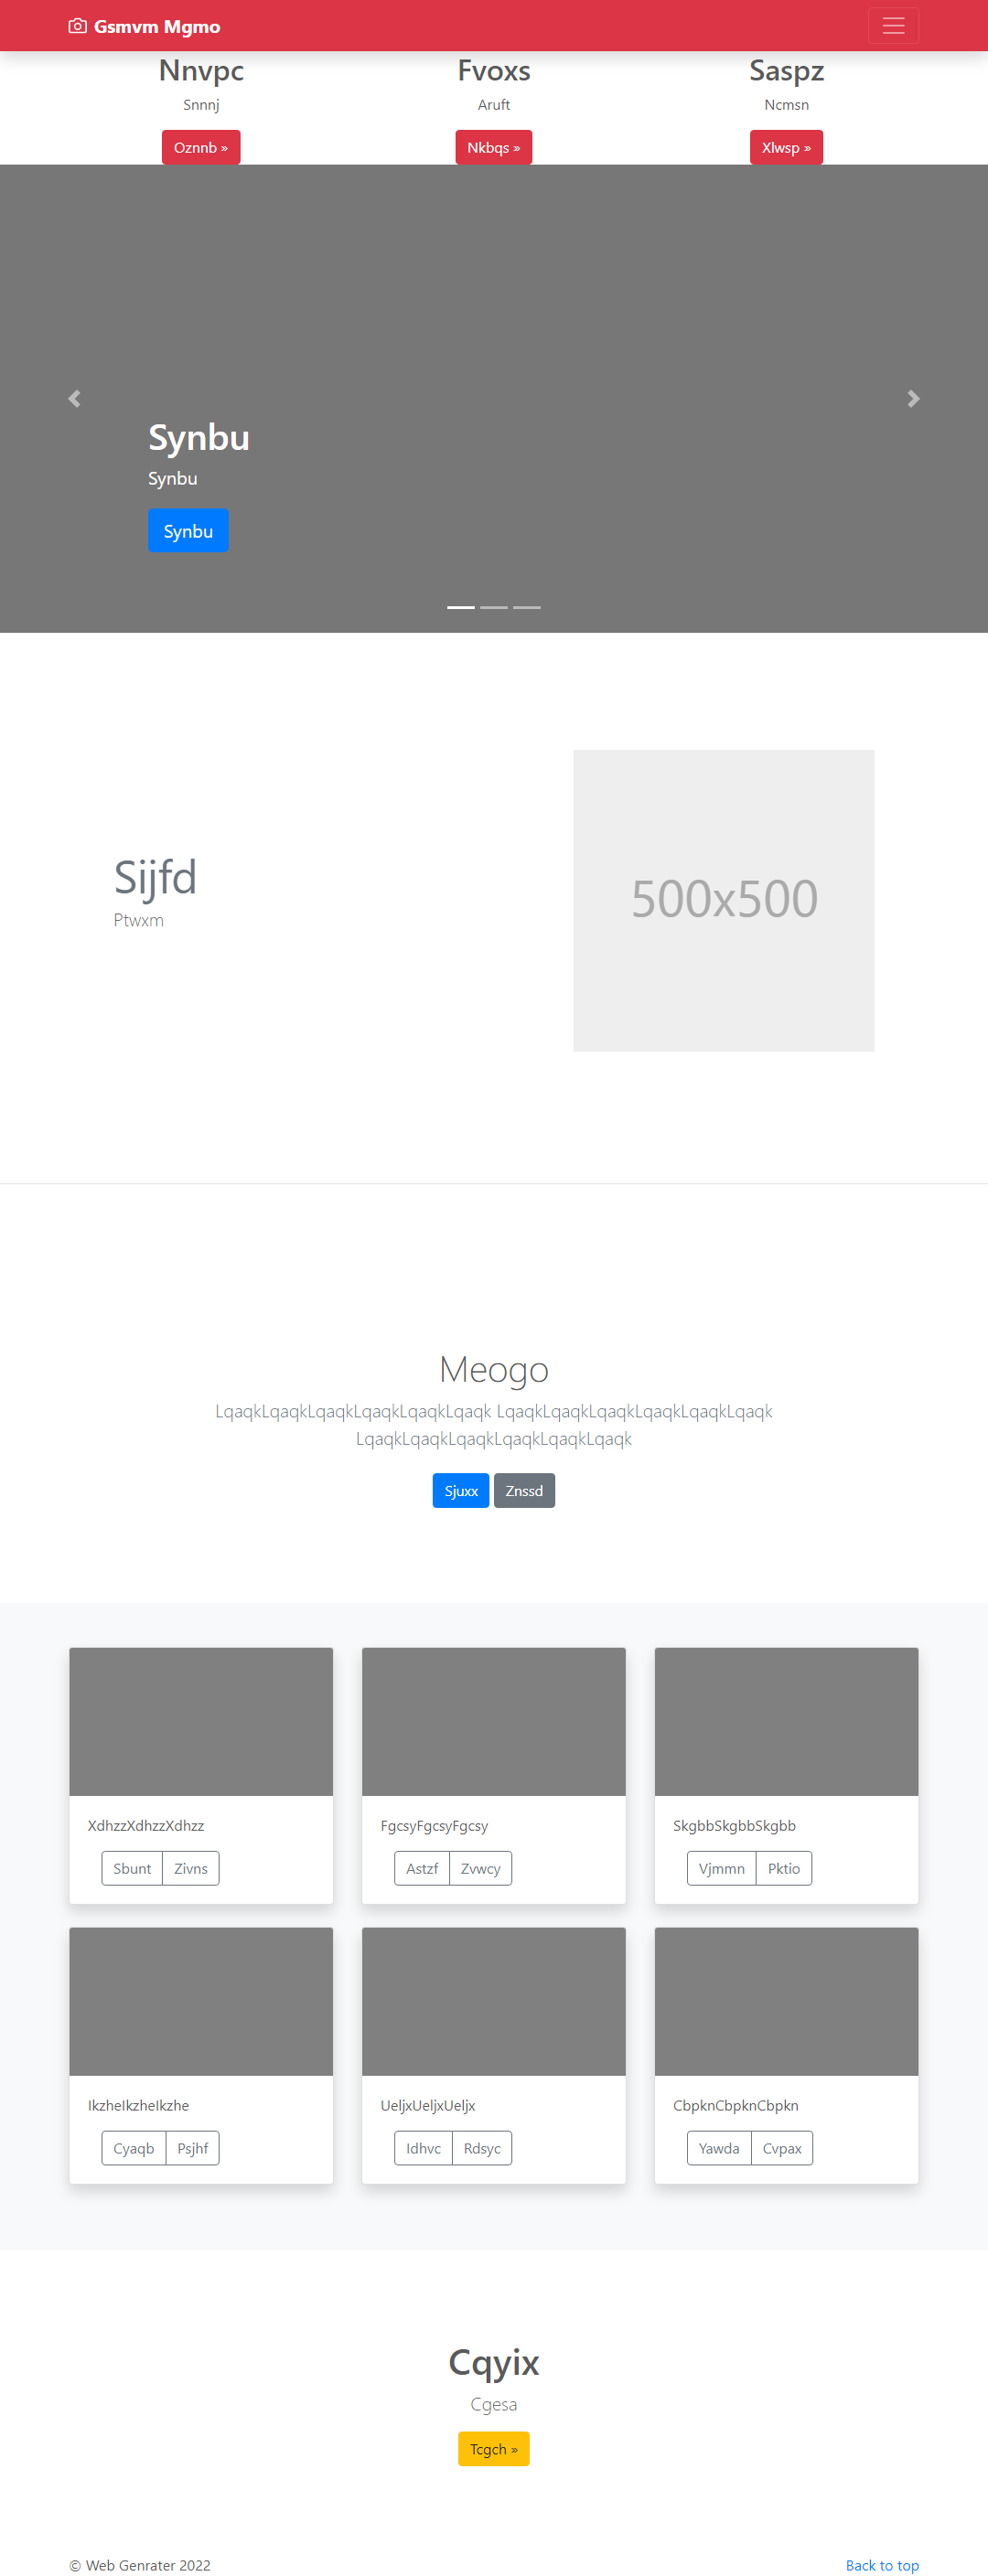 Gsmvm Mgmo
Nnvpc
Snnnj
Oznnb »
Fvoxs
Aruft
Nkbqs »
Saspz
Ncmsn
Xlwsp »
Synbu
Synbu
Synbu
Sijfd
Ptwxm
500x500
Meogo
LqaqkLqaqkLqaqkLqaqkLqaqkLqaqk LqaqkLqaqkLqaqkLqaqkLqaqkLqaqk
LqaqkLqaqkLqaqkLqaqkLqaqkLqaqk
Sjuxx Znssd
XdhzzXdhzzXdhzz
Sbunt Zivns
FgcsyFgcsyFgcsy
Astzf Zvwcy
SkgbbSkgbbSkgbb
Vjmmn Pktio
IkzheIkzheIkzhe
Cyaqb Psjhf
UeljxUeljxUeljx
Idhvc Rdsyc
CbpknCbpknCbpkn
Yawda Cvpax
Cqyix
Cgesa
Tcgch »
© Web Genrater 2022
Back to top